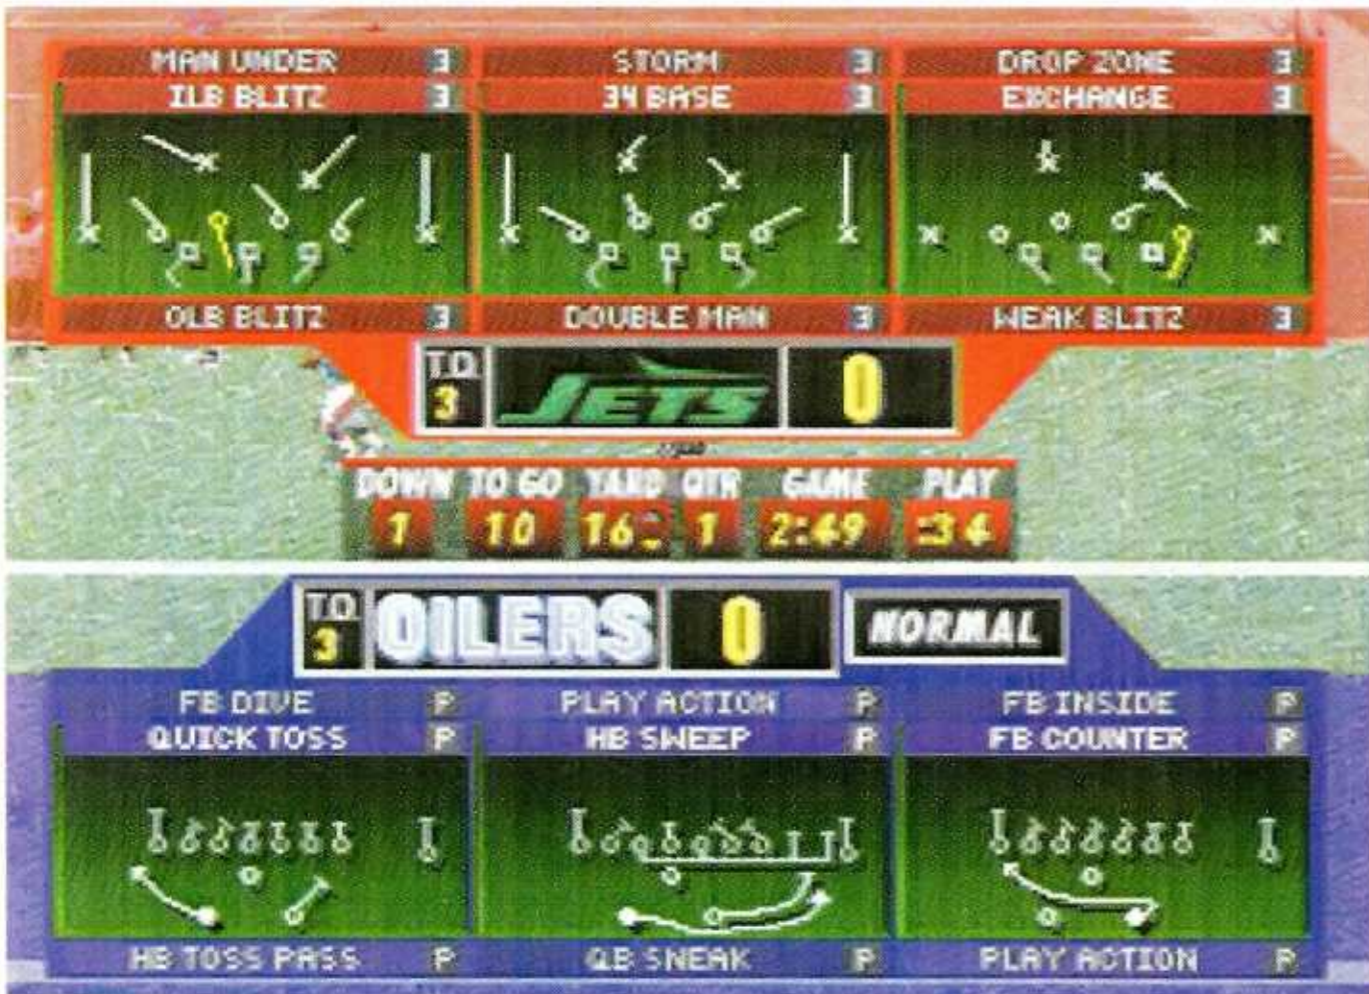 MAN UNDER 3 STORM 3 DROP ZONE 3
ILB BLITZ 3 34 BASE 3 EXCHANGE 3
OLB BLITZ 3 DOUBLE MAN 3 WEAK BLITZ 3
T.O. 3 JETS 0
DOWN TO GO YARD QTR GAME PLAY
1 10 16 1 2:49 :34
T.O. 3 OILERS 0 NORMAL
FB DIVE P PLAY ACTION P FB INSIDE P
QUICK TOSS P HB SWEEP P FB COUNTER P
HB TOSS PASS P QB SNEAK P PLAY ACTION P